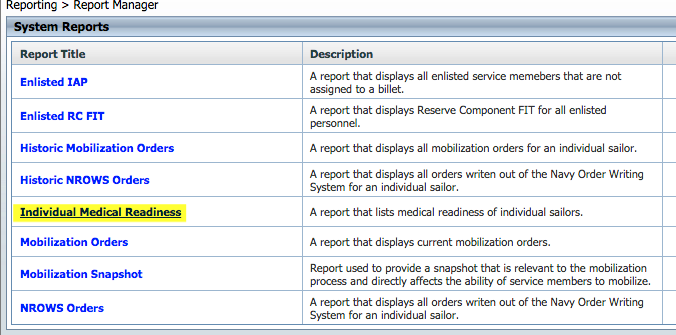 Reporting > Report Manager
System Reports
Report Title
Description
Enlisted IAP
A report that displays all enlisted service memebers that are not
assigned to a billet.
Enlisted RC FIT
A report that displays Reserve Component FIT for all enlisted
personnel.
Historic Mobilization Orders
A report that displays all mobilization orders for an individual sailor.
Historic NROWS Orders
A report that displays all orders writen out of the Navy Order Writing
System for an individual sailor.
Individual Medical Readiness
A report that lists medical readiness of individual sailors.
Mobilization Orders
A report that displays current mobilization orders.
Mobilization Snapshot
Report used to provide a snapshot that is relevant to the mobilization
process and directly affects the ability of service members to mobilize.
NROWS Orders
A report that displays all orders writen out of the Navy Order Writing
System for an individual sailor.